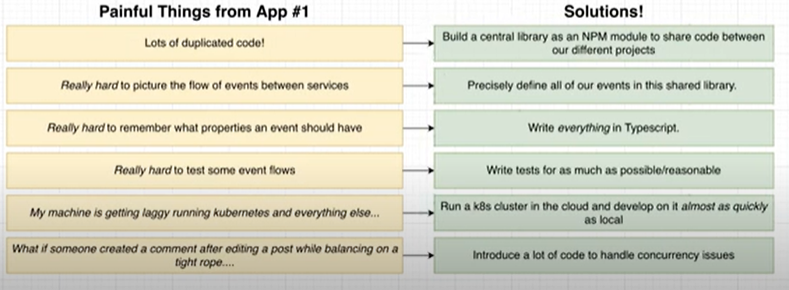 Painful Things from App #1
Solutions!
Lots of duplicated code!
Build a central library as an NPM module to share code between
our different projects
Really hard to picture the flow of events between services
Precisely define all of our events in this shared library.
Really hard to remember what properties an event should have
Write everything in Typescript.
Really hard to test some event flows
Write tests for as much as possible/reasonable
My machine is getting laggy running kubernetes and everything else...
Run a k8s cluster in the cloud and develop on it almost as quickly
as local
What if someone created a comment after editing a post while balancing on a
tight rope....
Introduce a lot of code to handle concurrency issues